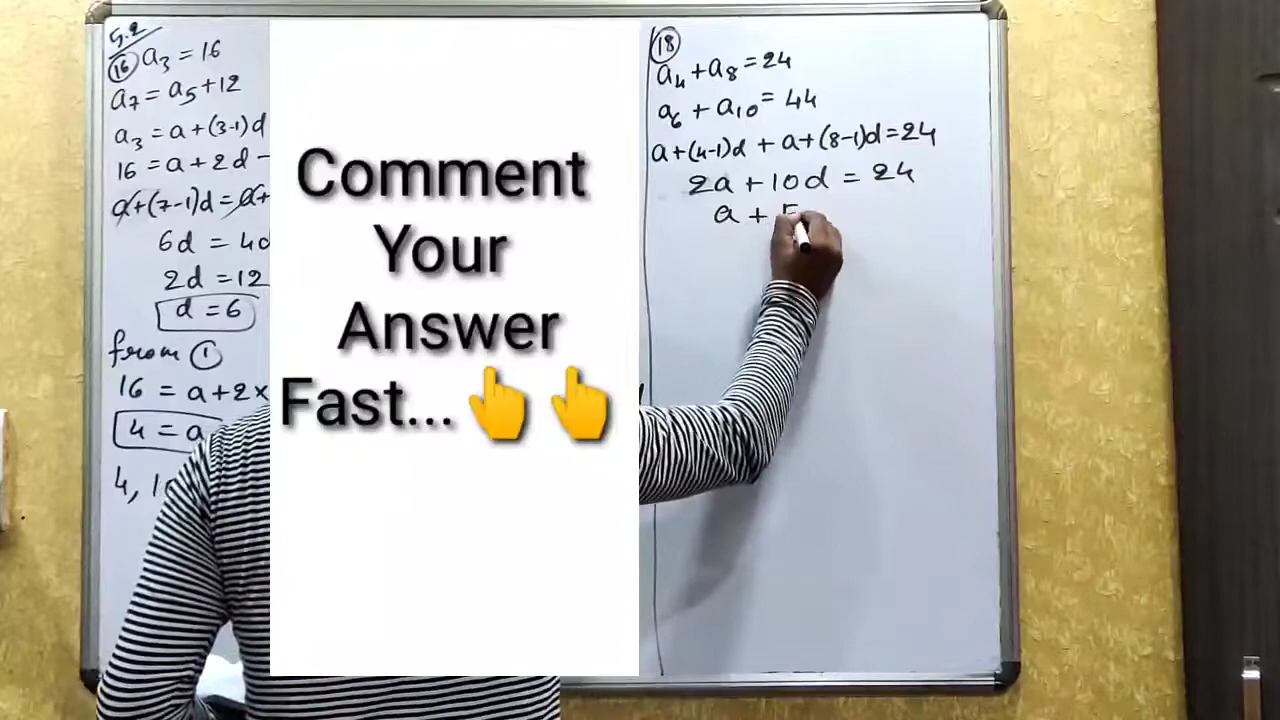 5.2
16 a₃ = 16
a₇ = a₅ + 12
a₃ = a + (3-1)d
16 = a + 2d -
a + (7-1)d = a +
6d = 4d
2d = 12
d = 6
from ①
16 = a + 2 ×
4 = a
4, 10
Comment
Your
Answer
Fast...👆👆
18
a₄ + a₈ = 24
a₆ + a₁₀ = 44
a + (4-1)d + a + (8-1)d = 24
2a + 10d = 24
a + 5